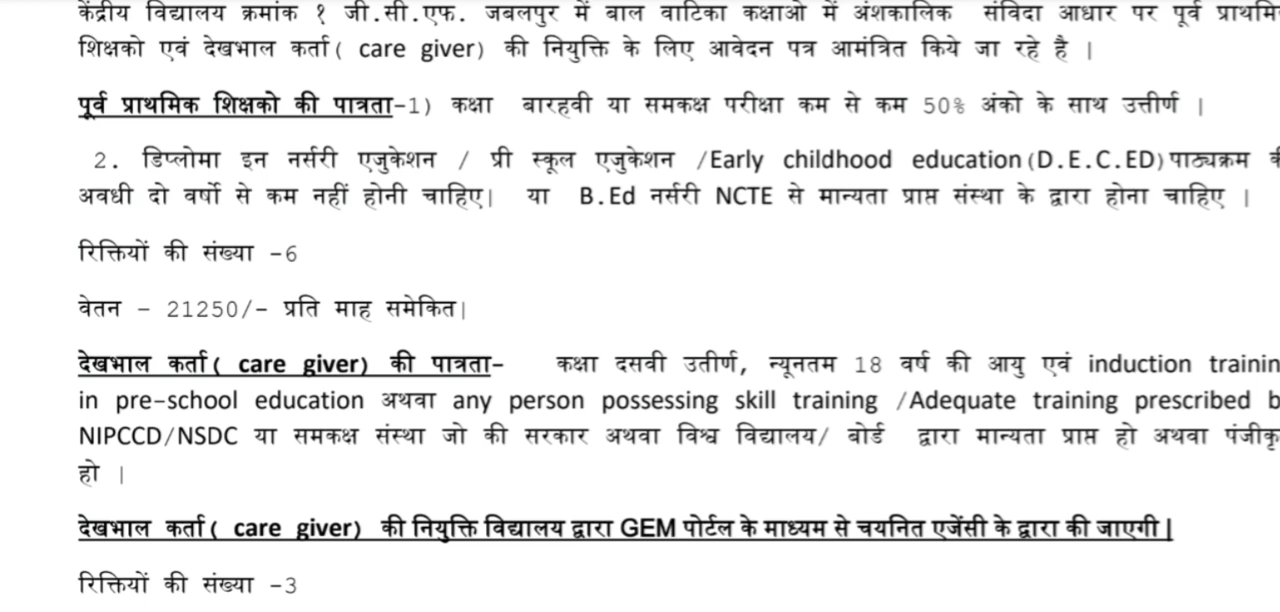 केंद्रीय विद्यालय क्रमांक १ जी.सी.एफ. जबलपुर में बाल वाटिका कक्षाओ में अंशकालिक संविदा आधार पर पूर्व
शिक्षको एवं देखभाल कर्ता( care giver) की नियुक्ति के लिए आवेदन पत्र आमंत्रित किये जा रहे है |
पूर्व प्राथमिक शिक्षको की पात्रता-1) कक्षा बारहवी या समकक्ष परीक्षा कम से कम 50% अंको के साथ उत्तीर्ण |
2. डिप्लोमा इन नर्सरी एजुकेशन / प्री स्कूल एजुकेशन /Early childhood education(D.E.C.ED)पाठ्यक्रम
अवधी दो वर्षो से कम नहीं होनी चाहिए| या B.Ed नर्सरी NCTE से मान्यता प्राप्त संस्था के द्वारा होना चाहिए |
रिक्तियों की संख्या -6
वेतन - 21250/- प्रति माह समेकित|
देखभाल कर्ता( care giver) की पात्रता- कक्षा दसवी उतीर्ण, न्यूनतम 18 वर्ष की आयु एवं induction
in pre-school education अथवा any person possessing skill training /Adequate training prescribed
NIPCCD/NSDC या समकक्ष संस्था जो की सरकार अथवा विश्व विद्यालय/ बोर्ड द्वारा मान्यता प्राप्त हो अथवा
हो |
देखभाल कर्ता( care giver) की नियुक्ति विद्यालय द्वारा GEM पोर्टल के माध्यम से चयनित एजेंसी के द्वारा की जाएगी|
रिक्तियों की संख्या -3